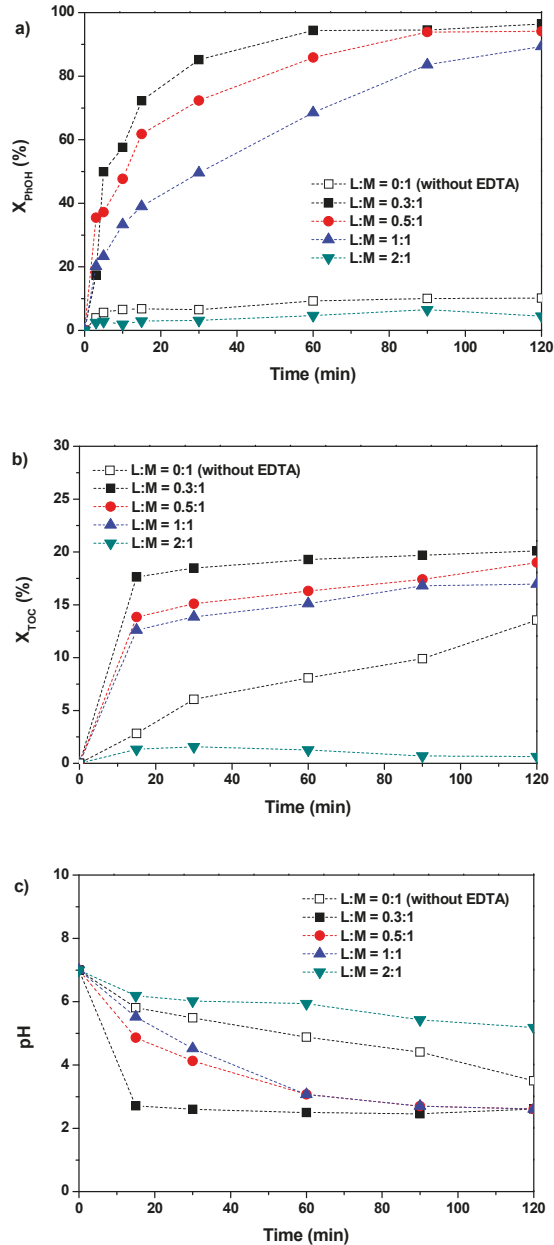 a)
100
80
60
40
20
0
X_PhOH (%)
L:M = 0:1 (without EDTA)
L:M = 0.3:1
L:M = 0.5:1
L:M = 1:1
L:M = 2:1
0 20 40 60 80 100 120
Time (min)
b)
30
25
20
15
10
5
0
X_TOC (%)
L:M = 0:1 (without EDTA)
L:M = 0.3:1
L:M = 0.5:1
L:M = 1:1
L:M = 2:1
0 20 40 60 80 100 120
Time (min)
c)
10
8
6
4
2
0
pH
L:M = 0:1 (without EDTA)
L:M = 0.3:1
L:M = 0.5:1
L:M = 1:1
L:M = 2:1
0 20 40 60 80 100 120
Time (min)